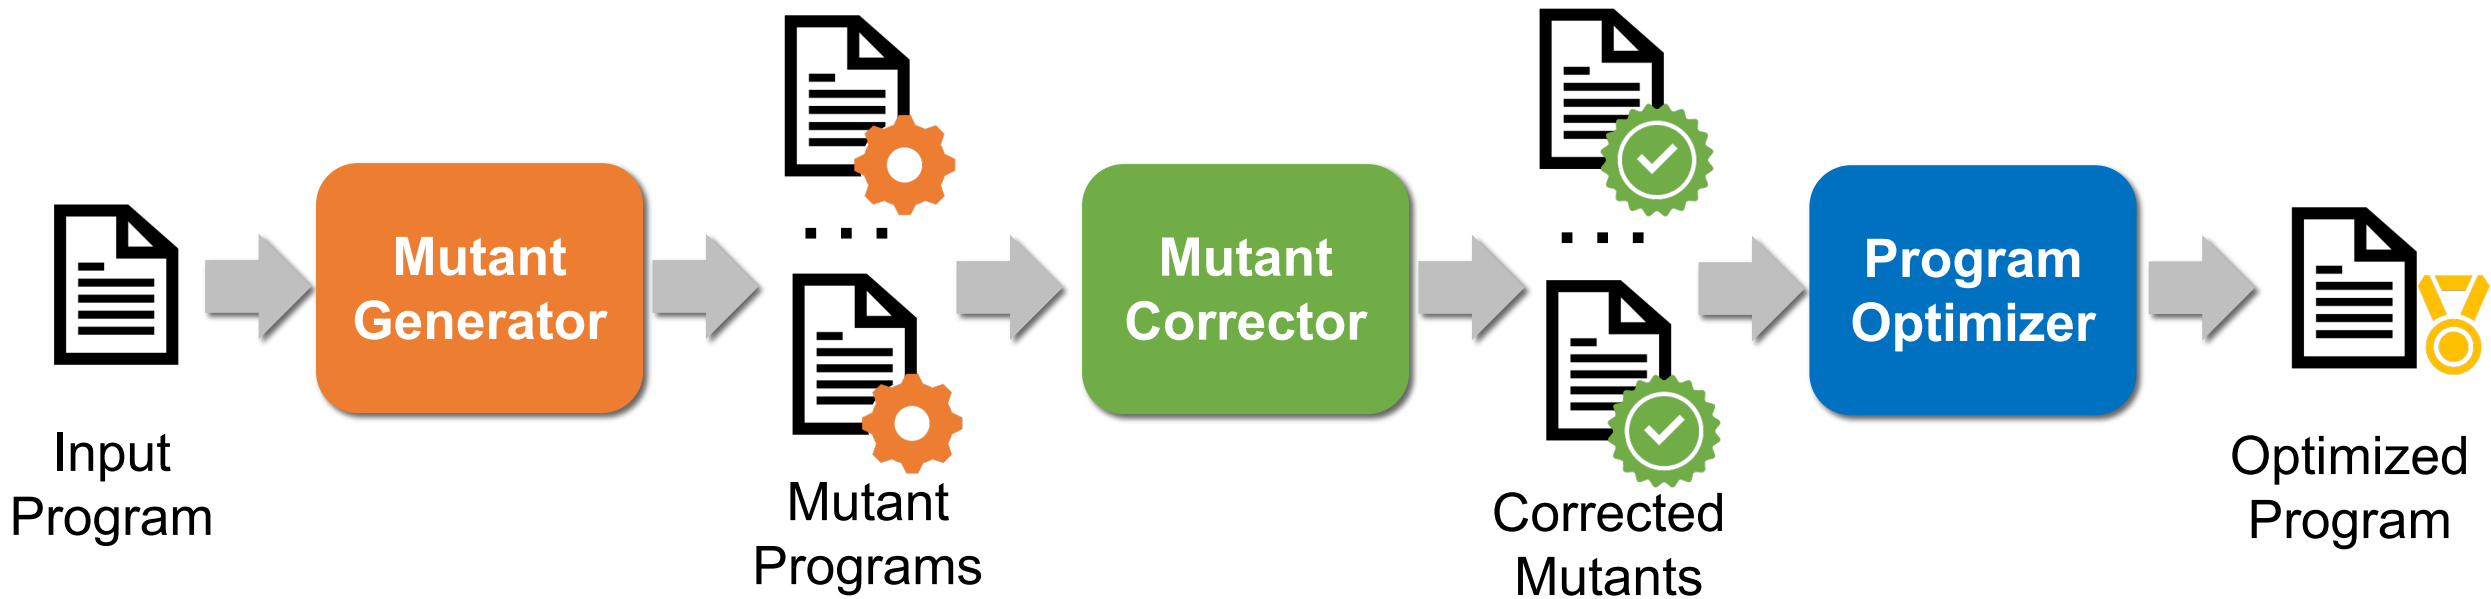 Input
Program
Mutant
Generator
. . .
Mutant
Programs
Mutant
Corrector
. . .
Corrected
Mutants
Program
Optimizer
Optimized
Program